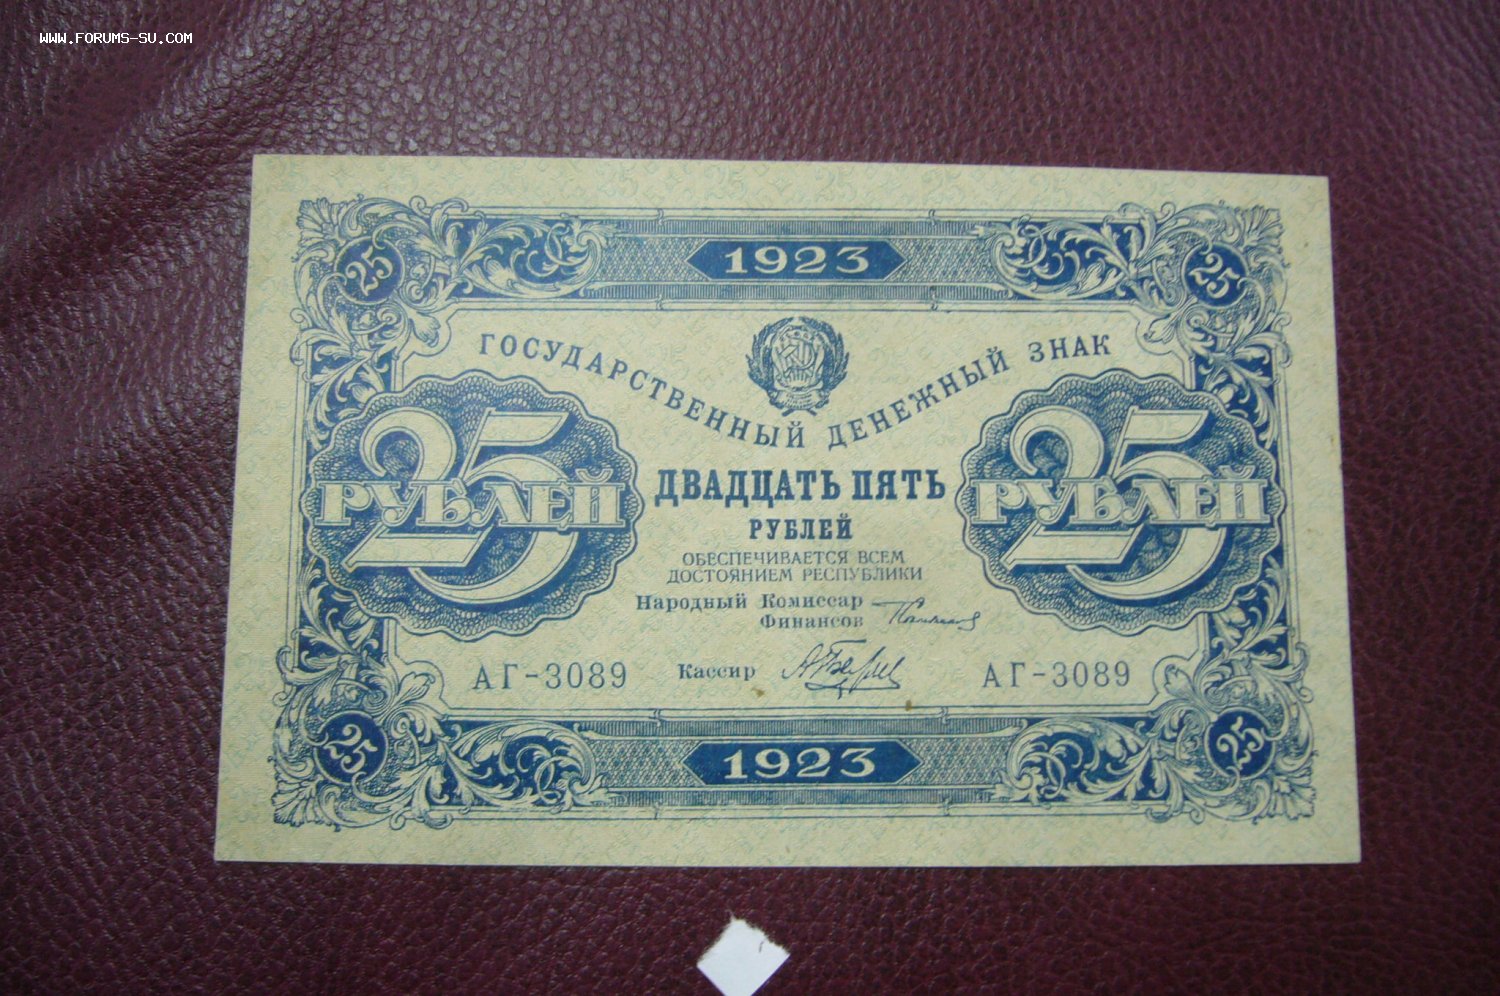 WWW.FORUMS-SU.COM
25 1923 25
ГОСУДАРСТВЕННЫЙ ДЕНЕЖНЫЙ ЗНАК
25 РУБЛЕЙ
ДВАДЦАТЬ ПЯТЬ
РУБЛЕЙ
25 РУБЛЕЙ
ОБЕСПЕЧИВАЕТСЯ ВСЕМ
ДОСТОЯНИЕМ РЕСПУБЛИКИ
Народный Комиссар
Финансов
АГ-3089 Кассир АГ-3089
25 1923 25